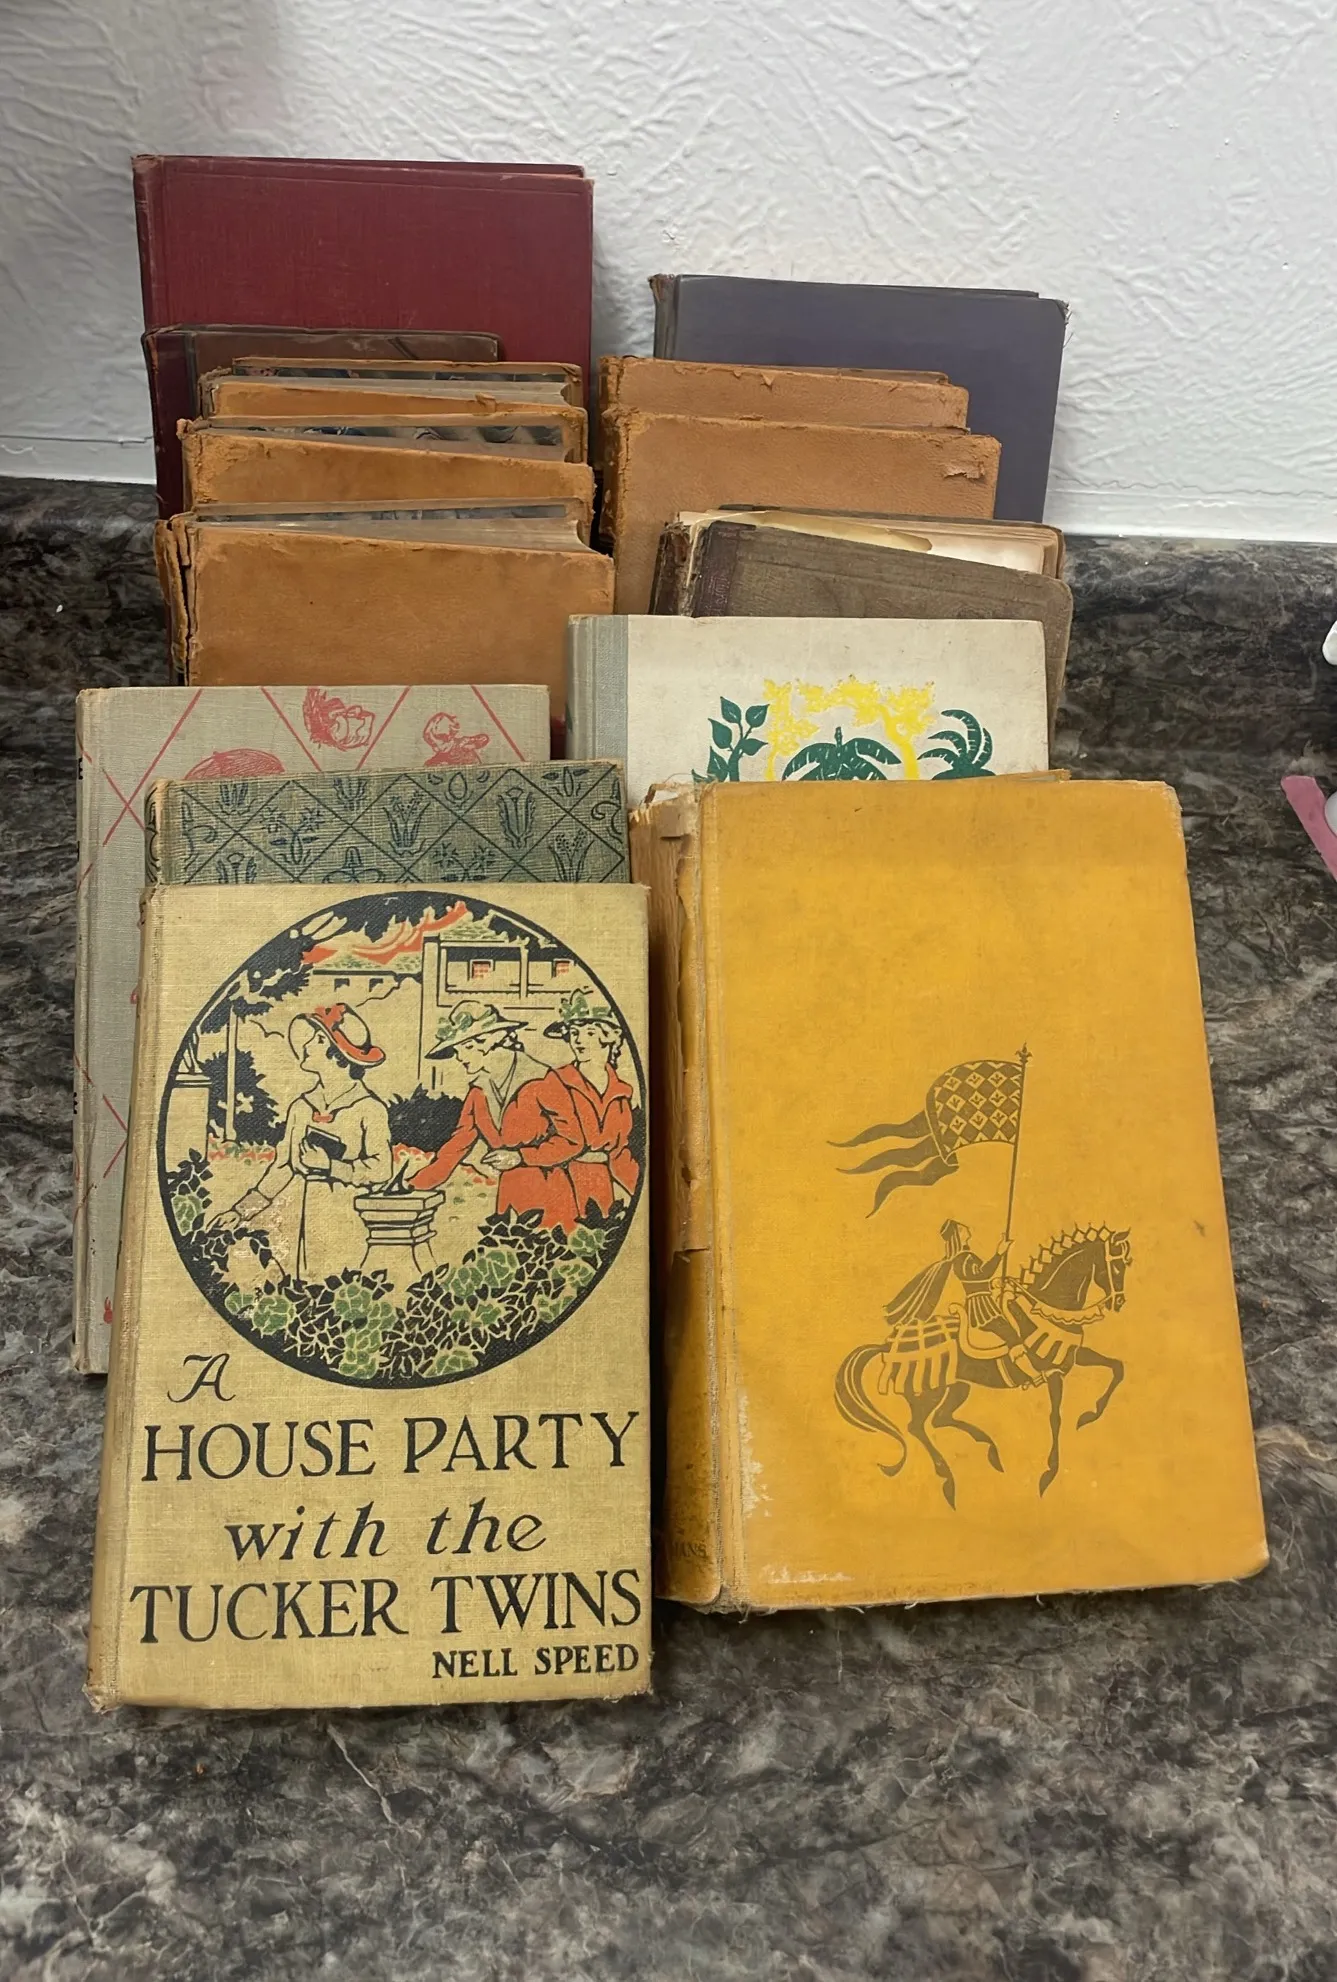 A
HOUSE PARTY
with the
TUCKER TWINS
NELL SPEED